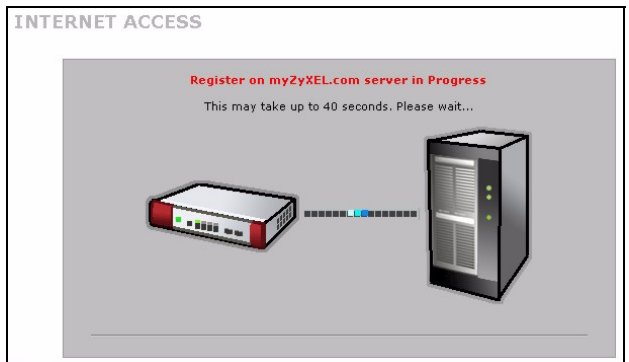 INTERNET ACCESS
Register on myZyXEL.com server in Progress
This may take up to 40 seconds. Please wait...